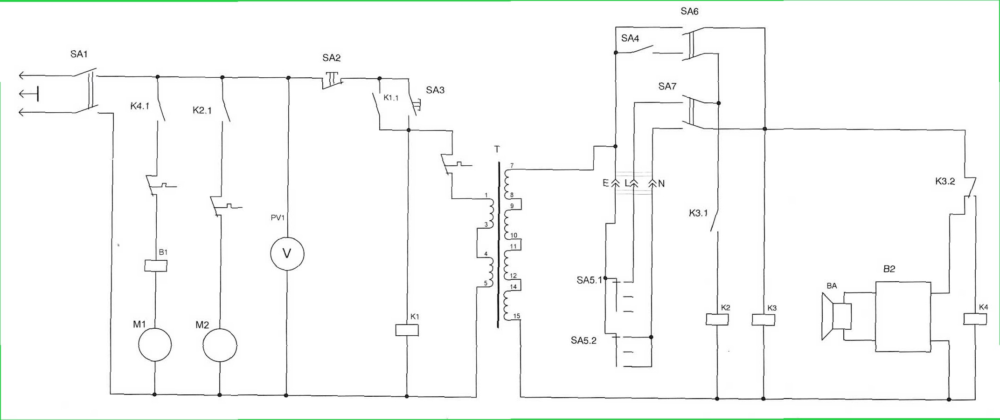 SA6
SA4
SA1
SA2
SA7
SA3
K1.1
K4.1
K2.1
T
7
E L N
K3.2
1
8
9
K3.1
PV1
3
10
11
V
B1
4
12
5
14
SA5.1
B2
BA
K2
K3
K4
15
K1
M1
M2
SA5.2